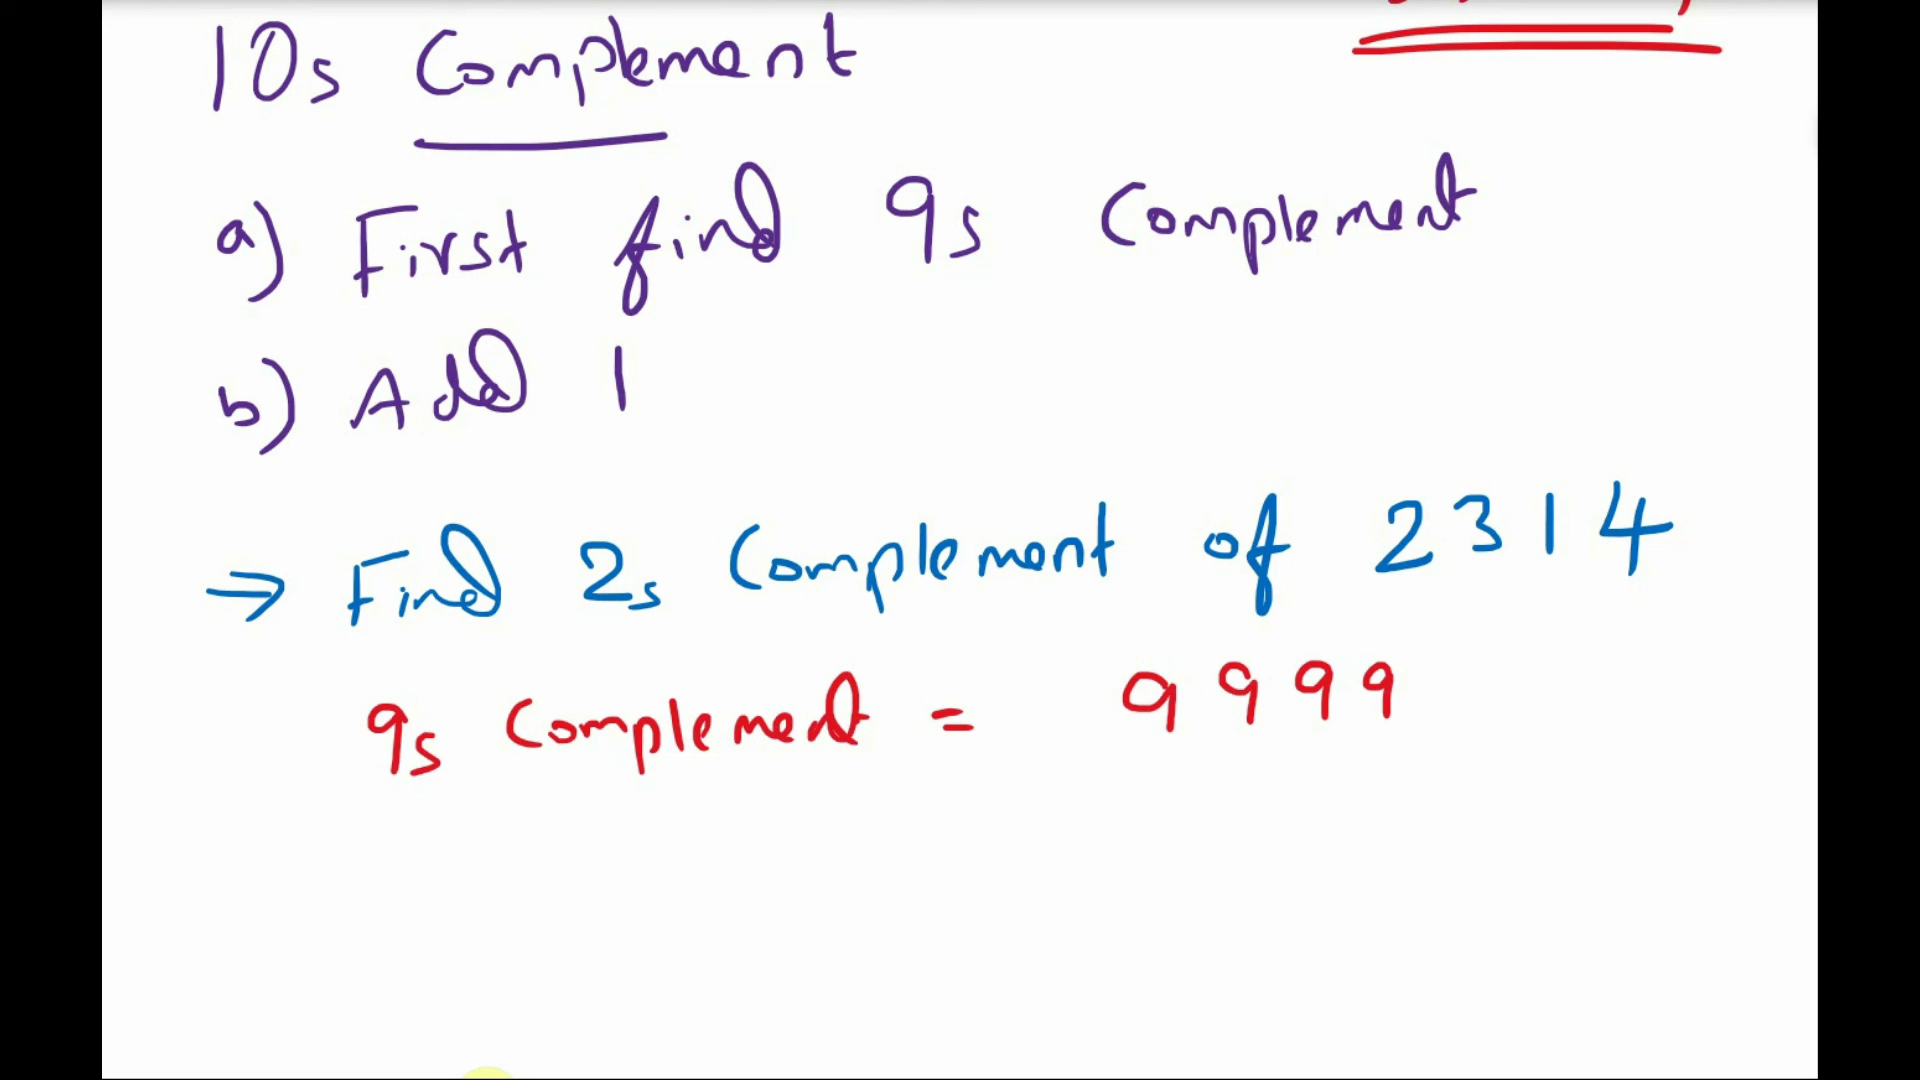 10s Complement
a) First find 9s Complement
b) Add 1
→ Find 2s Complement of 2314
9s Complement = 9999